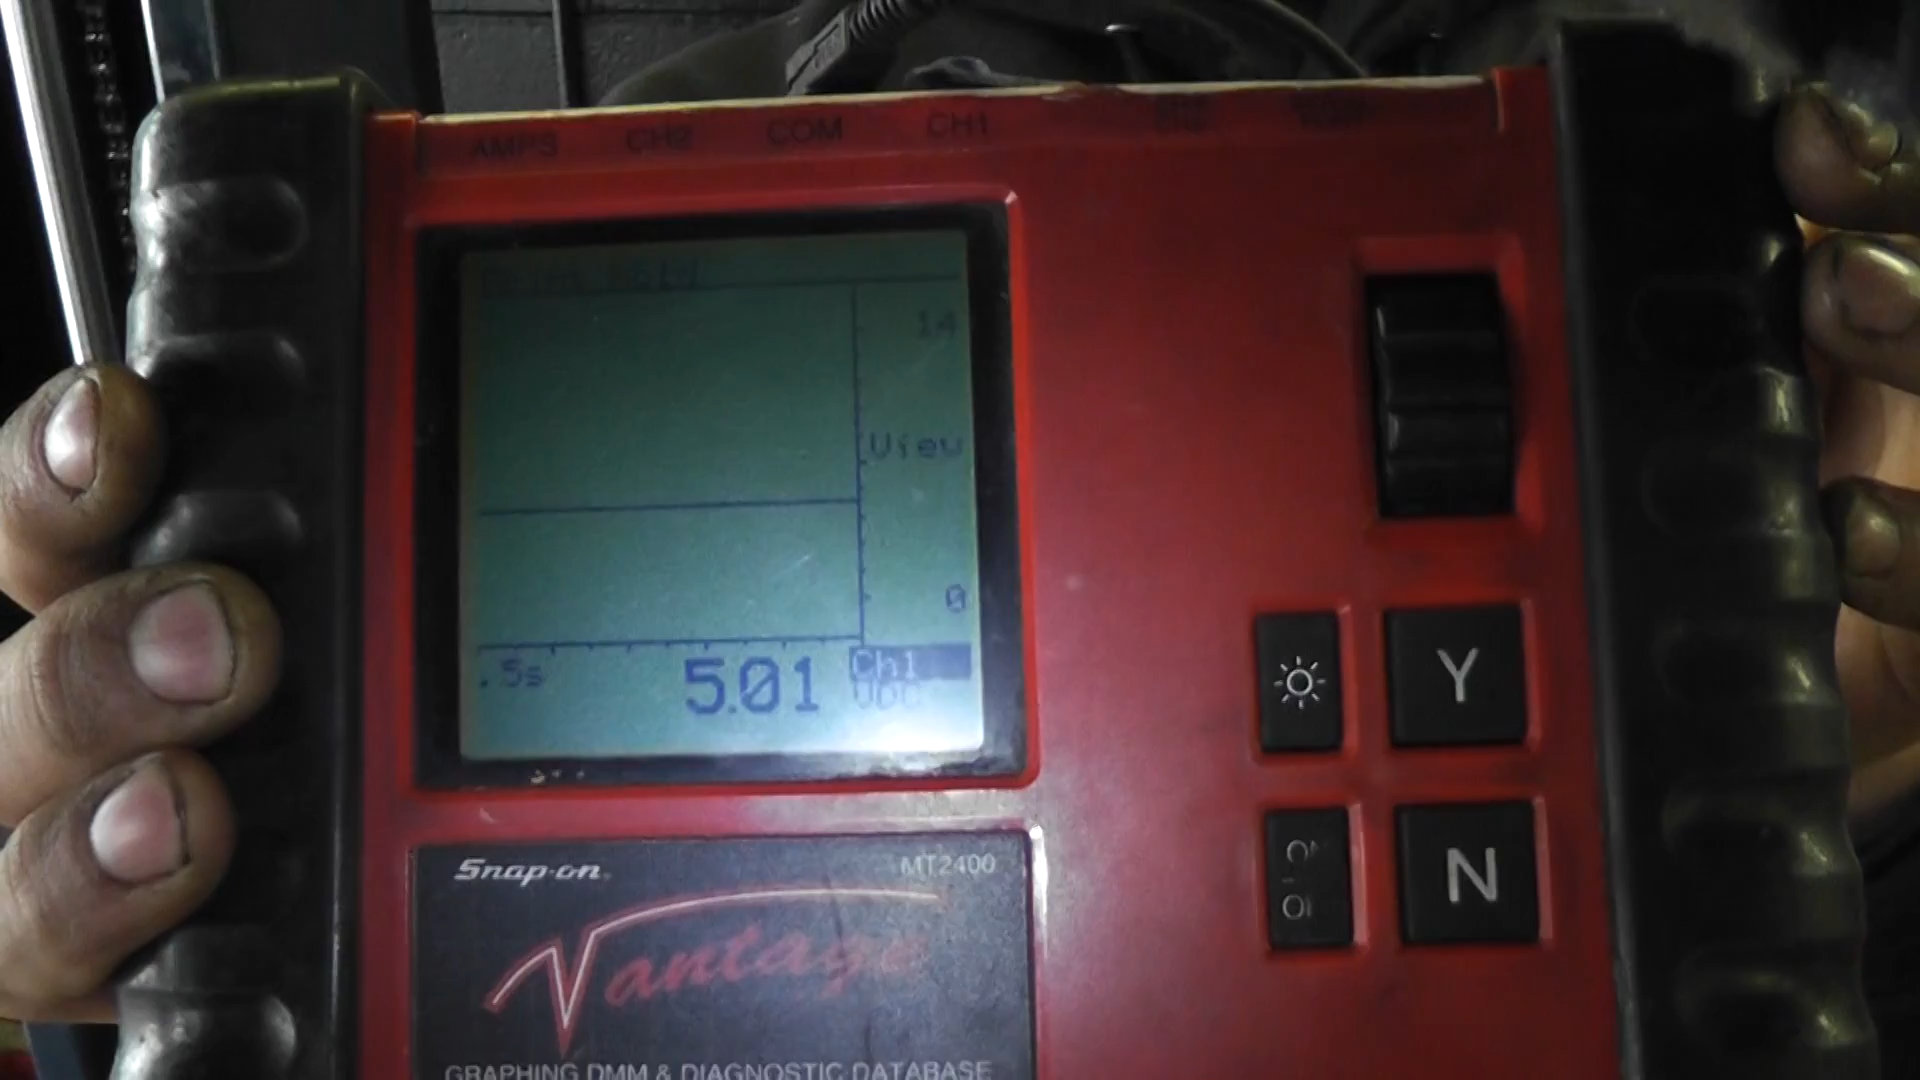 AMPS CH2 COM CH1
14
View
0
.5s 5.01 Ch1
VDC
Y
N
Snap-on MT2400
Vantage
GRAPHING DMM & DIAGNOSTIC DATABASE